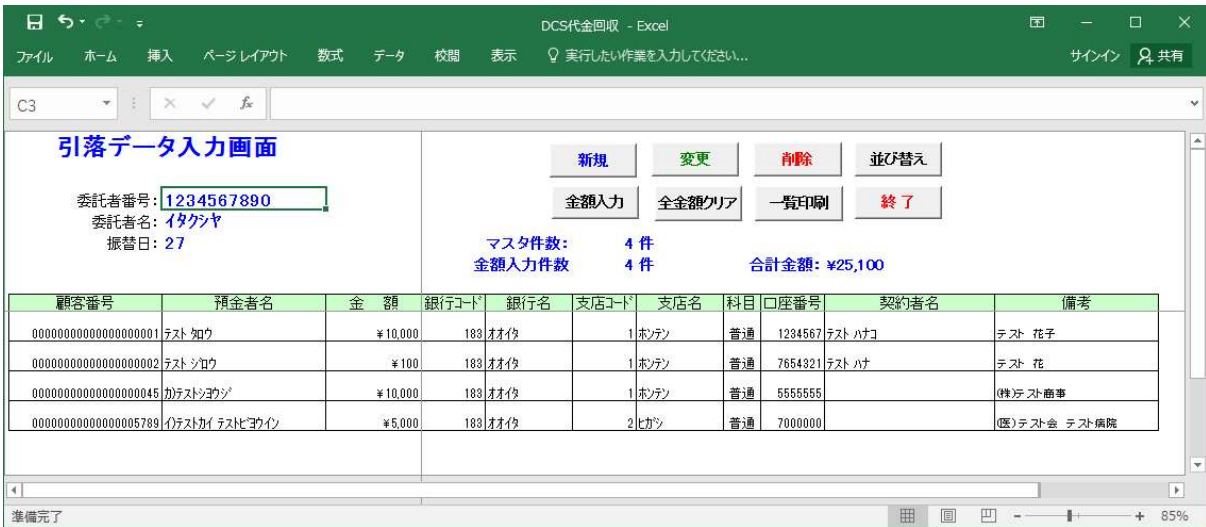 DCS代金回収 - Excel
ファイル ホーム 挿入 ページ レイアウト 数式 データ 校閲 表示 実行したい作業を入力してください... サインイン 共有
C3 fx
引落データ入力画面
新規 変更 削除 並び替え
委託者番号: 1234567890
金額入力 全金額クリア 一覧印刷 終了
委託者名: イタクシヤ
振替日: 27
マスタ件数: 4 件
金額入力件数 4 件 合計金額: ¥25,100
顧客番号 預金者名 金 額 銀行コード 銀行名 支店コード 支店名 科目 口座番号 契約者名 備考
00000000000000000001 テスト タロウ ¥10,000 183 オオイタ 1 ホンテン 普通 1234567 テスト ハナコ テスト 花子
00000000000000000002 テスト ジロウ ¥100 183 オオイタ 1 ホンテン 普通 7654321 テスト ハナ テスト 花
00000000000000000045 カ)テストシヨウジ ¥10,000 183 オオイタ 1 ホンテン 普通 5555555 (株)テスト商事
00000000000000005789 イ)テストカイ テストビヨウイン ¥5,000 183 オオイタ 2 ヒガシ 普通 7000000 (医)テスト会 テスト病院
準備完了 85%